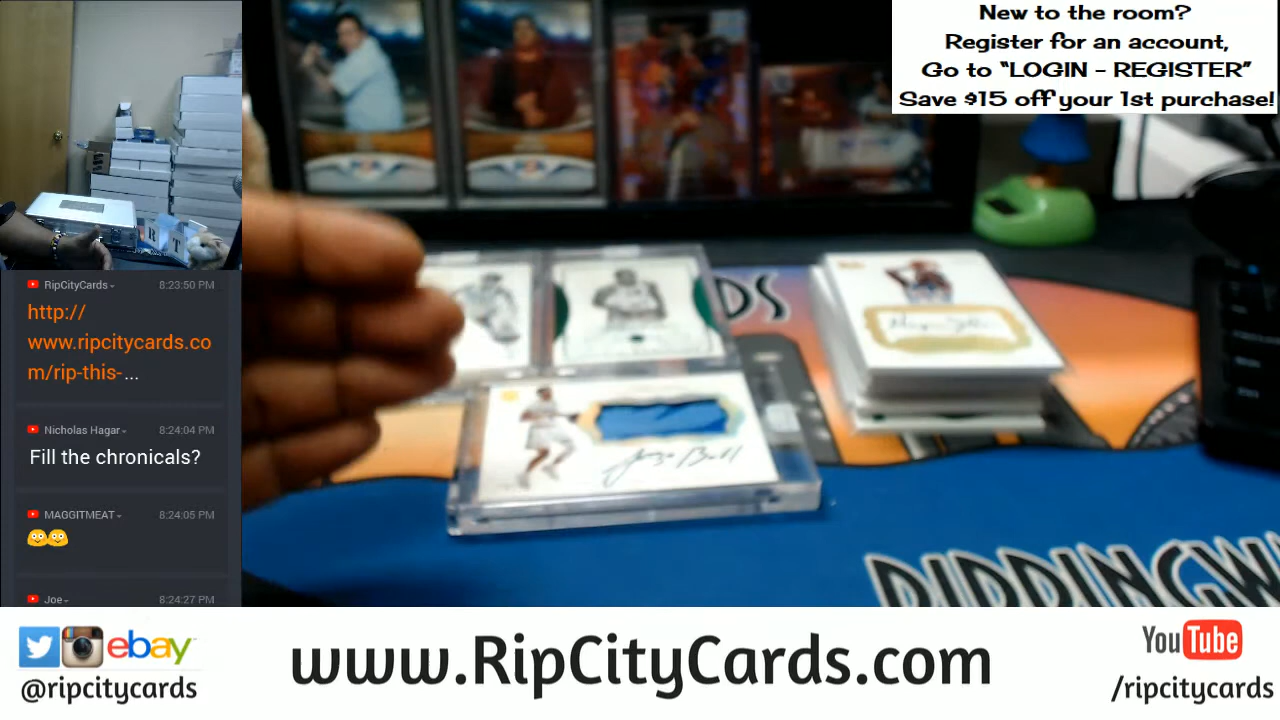 New to the room?
Register for an account,
Go to "LOGIN - REGISTER"
Save $15 off your 1st purchase!
RipCityCards
8:23:50 PM
http://
www.ripcitycards.co
m/rip-this-...
Nicholas Hagar
8:24:04 PM
Fill the chronicals?
MAGGITMEAT
8:24:05 PM
Joe
8:24:27 PM
R T
DS
RIPPINGW
ebay
@ripcitycards
www.RipCityCards.com
YouTube
/ripcitycards